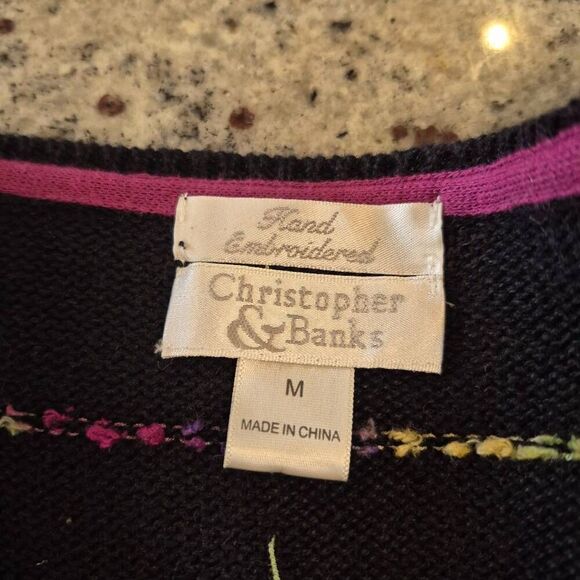 Hand
Embroidered
Christopher
& Banks
M
MADE IN CHINA